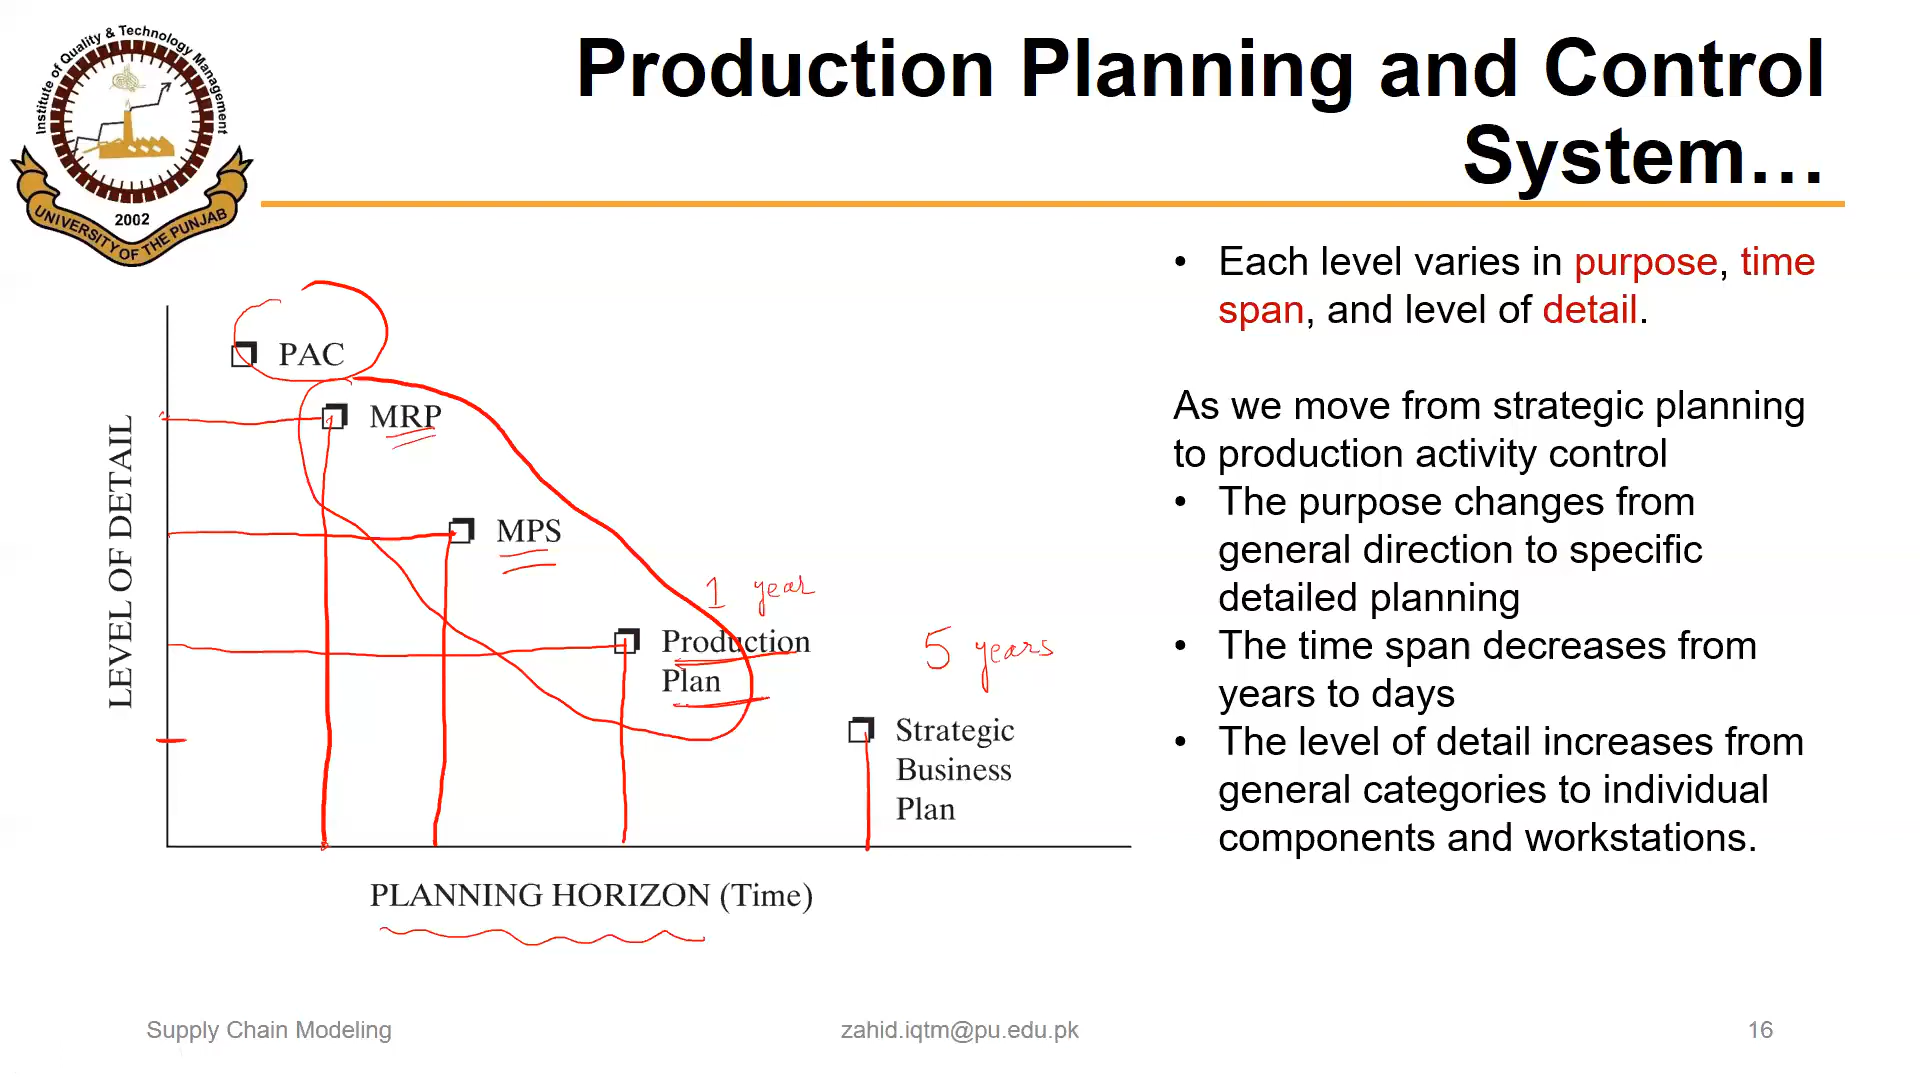 Institute of Quality & Technology Management
2002
UNIVERSITY OF THE PUNJAB
Production Planning and Control
System...
LEVEL OF DETAIL
PAC
MRP
MPS
1 year
Production
Plan
5 years
Strategic
Business
Plan
PLANNING HORIZON (Time)
• Each level varies in purpose, time
span, and level of detail.
As we move from strategic planning
to production activity control
• The purpose changes from
general direction to specific
detailed planning
• The time span decreases from
years to days
• The level of detail increases from
general categories to individual
components and workstations.
Supply Chain Modeling
zahid.iqtm@pu.edu.pk
16